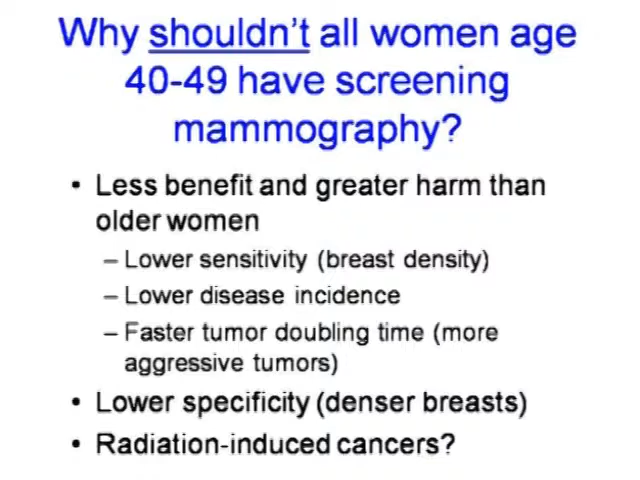 Why shouldn't all women age
40-49 have screening
mammography?
• Less benefit and greater harm than
older women
– Lower sensitivity (breast density)
– Lower disease incidence
– Faster tumor doubling time (more
aggressive tumors)
• Lower specificity (denser breasts)
• Radiation-induced cancers?